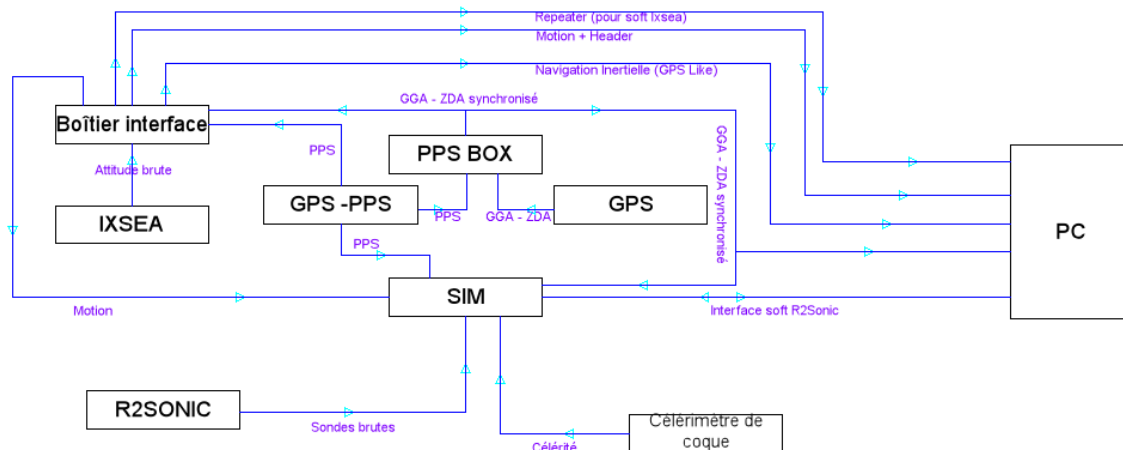 Repeater (pour soft Ixsea)
Motion + Header
Navigation Inertielle (GPS Like)
GGA - ZDA synchronisé
Boîtier interface
PPS
PPS BOX
GGA - ZDA synchronisé
Attitude brute
IXSEA
GPS -PPS
PPS
GGA - ZDA
GPS
PC
PPS
SIM
Motion
Interface soft R2Sonic
R2SONIC
Sondes brutes
Célérimètre de
coque
Célérité